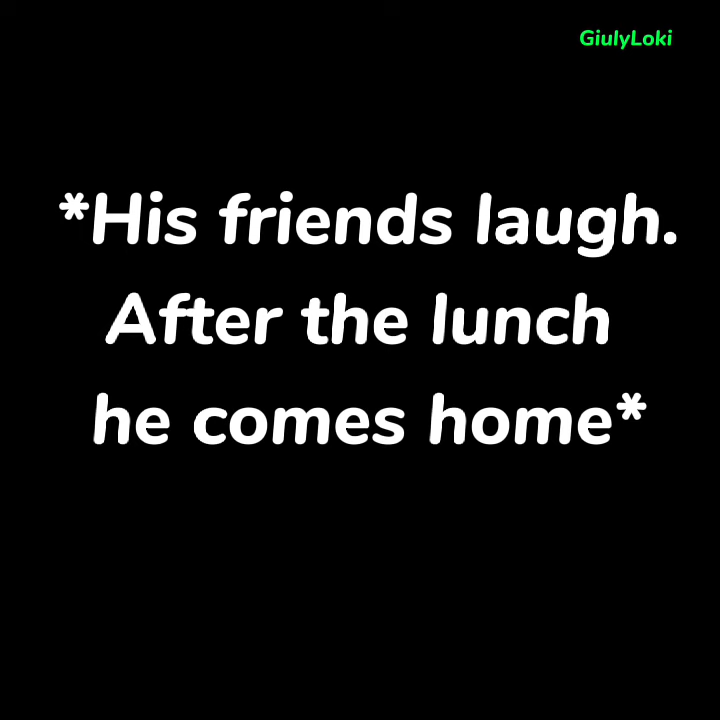 GiulyLoki
*His friends laugh.
After the lunch
he comes home*